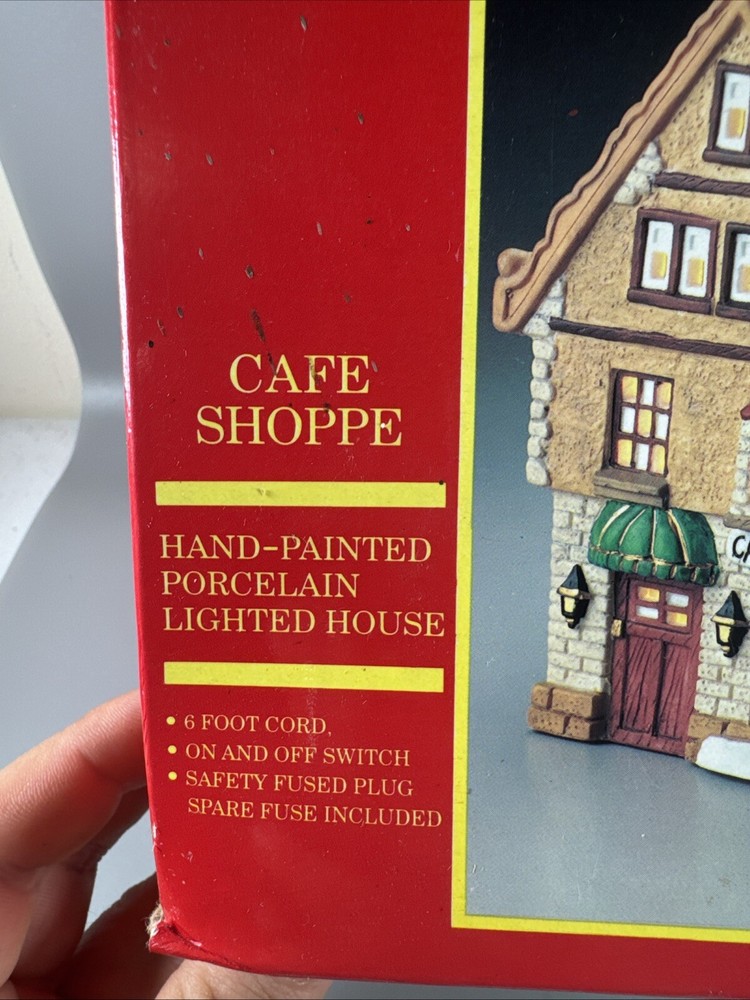 CAFE
SHOPPE
HAND-PAINTED
PORCELAIN
LIGHTED HOUSE
• 6 FOOT CORD,
• ON AND OFF SWITCH
• SAFETY FUSED PLUG
SPARE FUSE INCLUDED